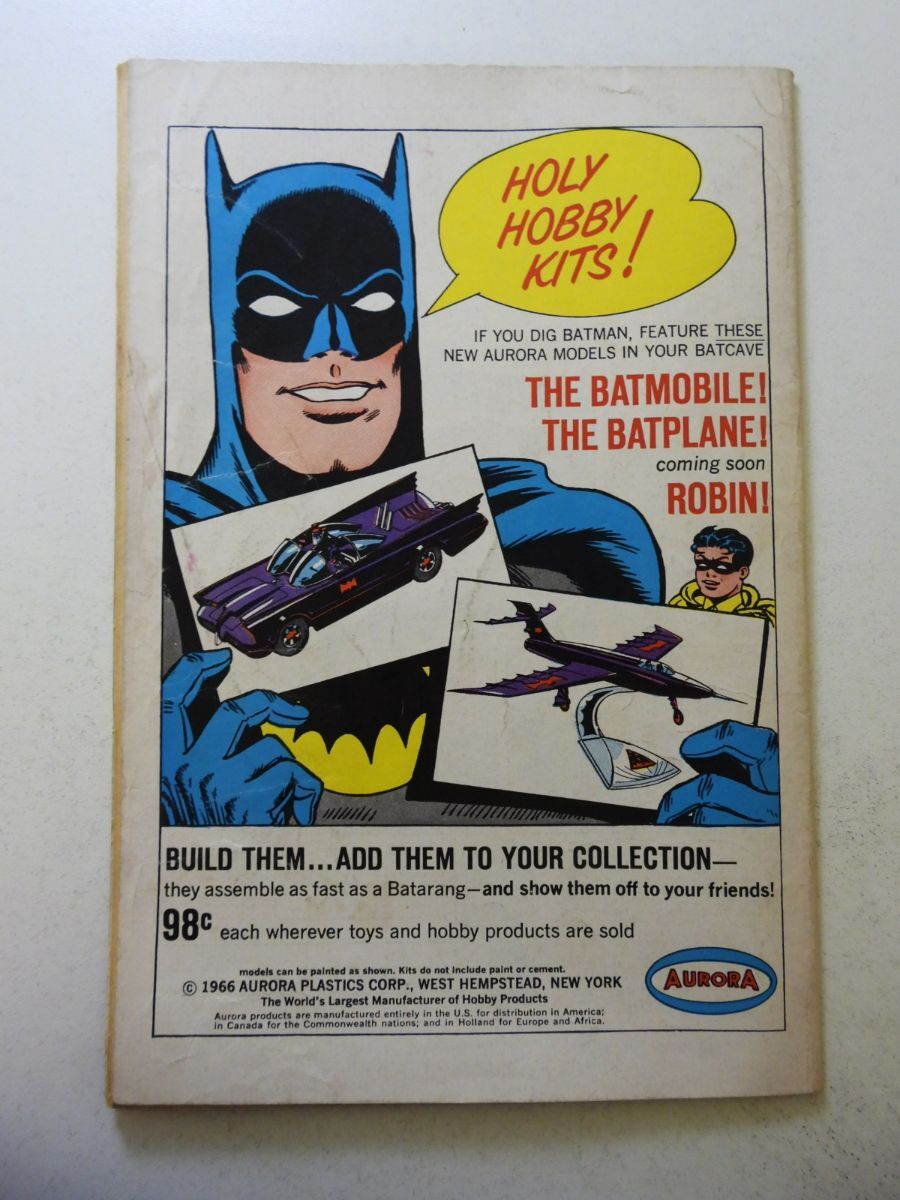 HOLY
HOBBY
KITS!
IF YOU DIG BATMAN, FEATURE THESE
NEW AURORA MODELS IN YOUR BATCAVE
THE BATMOBILE!
THE BATPLANE!
coming soon
ROBIN!
BUILD THEM...ADD THEM TO YOUR COLLECTION—
they assemble as fast as a Batarang—and show them off to your friends!
98c each wherever toys and hobby products are sold
models can be painted as shown. Kits do not include paint or cement.
© 1966 AURORA PLASTICS CORP., WEST HEMPSTEAD, NEW YORK
The World's Largest Manufacturer of Hobby Products
Aurora products are manufactured entirely in the U.S. for distribution in America;
in Canada for the Commonwealth nations; and in Holland for Europe and Africa.
AURORA